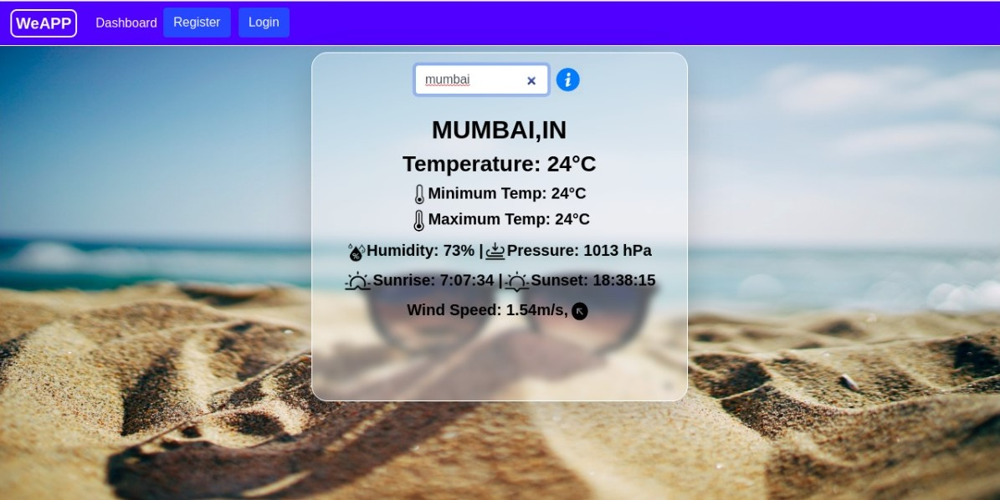 WeAPP Dashboard Register Login
mumbai
MUMBAI,IN
Temperature: 24°C
Minimum Temp: 24°C
Maximum Temp: 24°C
Humidity: 73% | Pressure: 1013 hPa
Sunrise: 7:07:34 | Sunset: 18:38:15
Wind Speed: 1.54m/s,